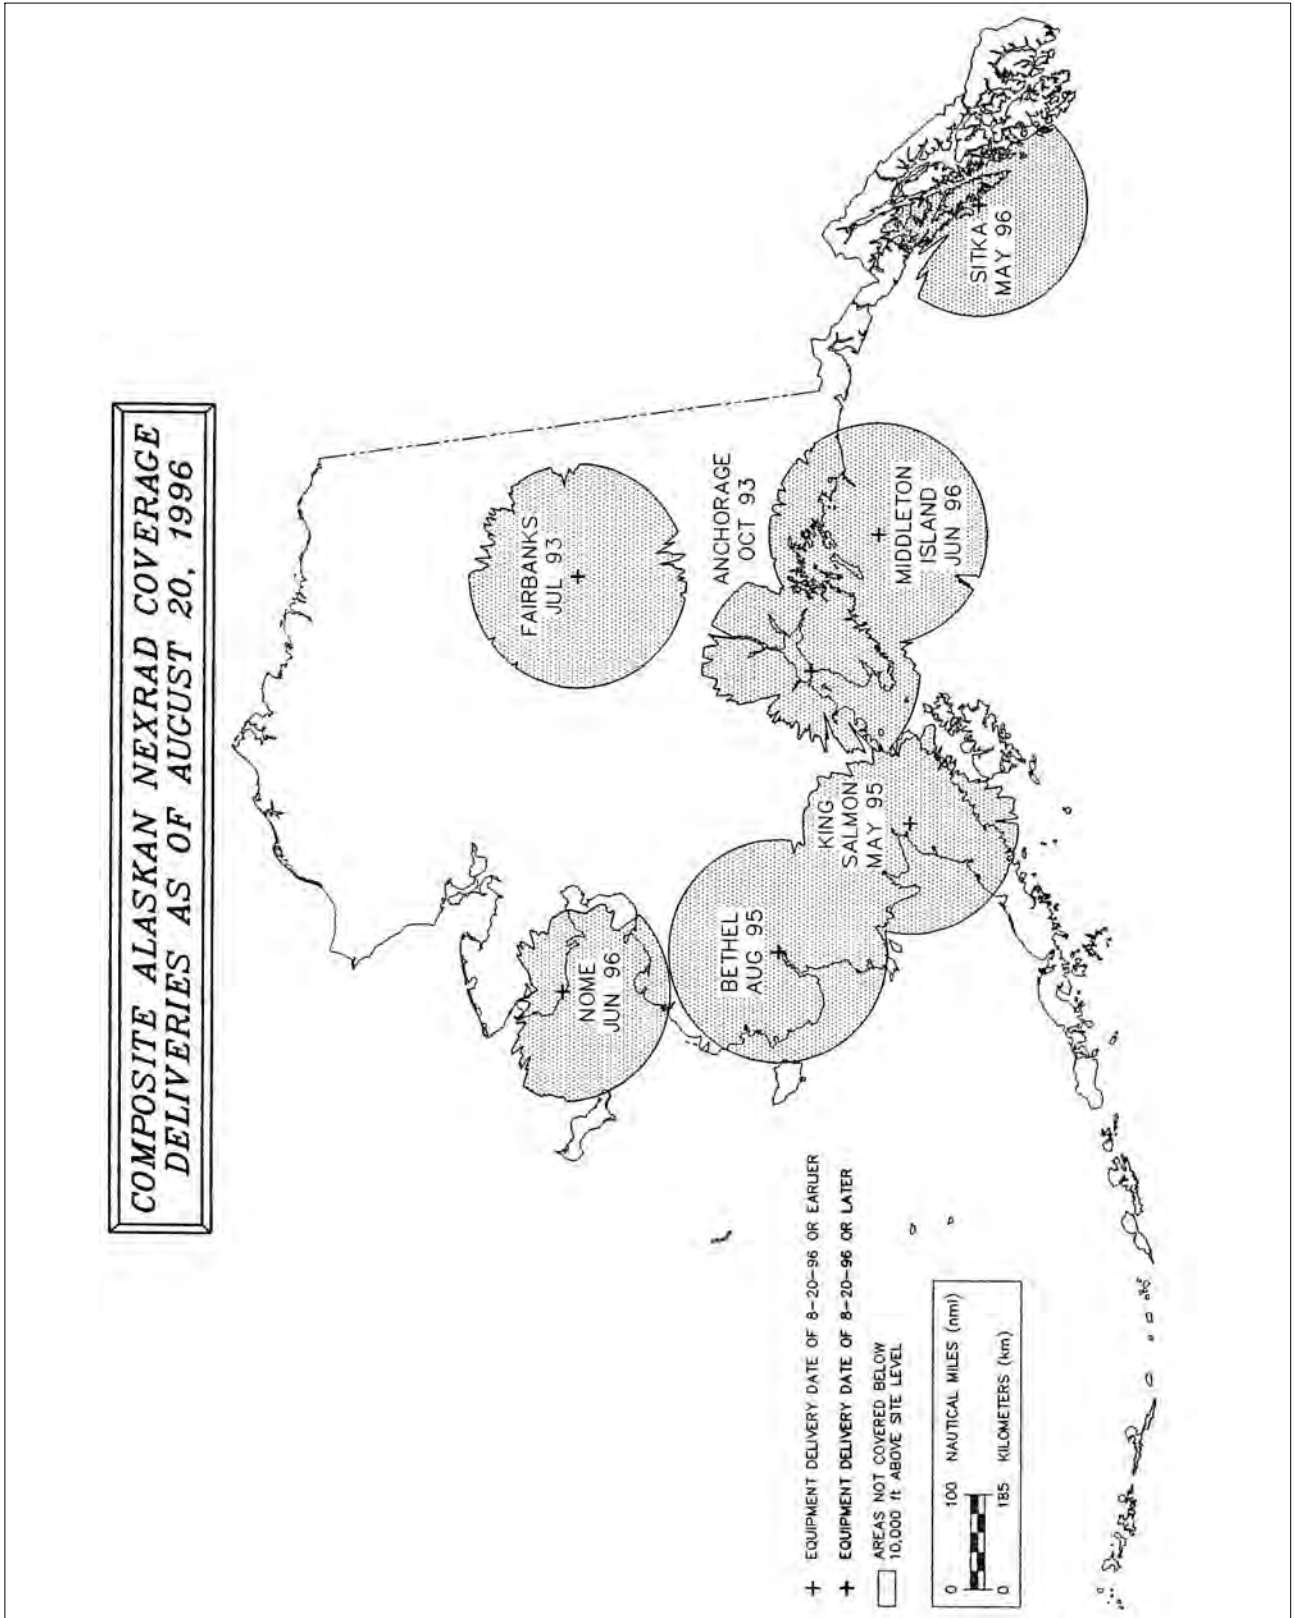 COMPOSITE ALASKAN NEXRAD COVERAGE
DELIVERIES AS OF AUGUST 20, 1996
FAIRBANKS
JUL 93
ANCHORAGE
OCT 93
NOME
JUN 96
BETHEL
AUG 95
KING
SALMON
MAY 95
MIDDLETON
ISLAND
JUN 96
SITKA
MAY 96
+ EQUIPMENT DELIVERY DATE OF 8-20-96 OR EARLIER
+ EQUIPMENT DELIVERY DATE OF 8-20-96 OR LATER
AREAS NOT COVERED BELOW
10,000 ft ABOVE SITE LEVEL
0 100 NAUTICAL MILES (nmi)
0 185 KILOMETERS (km)